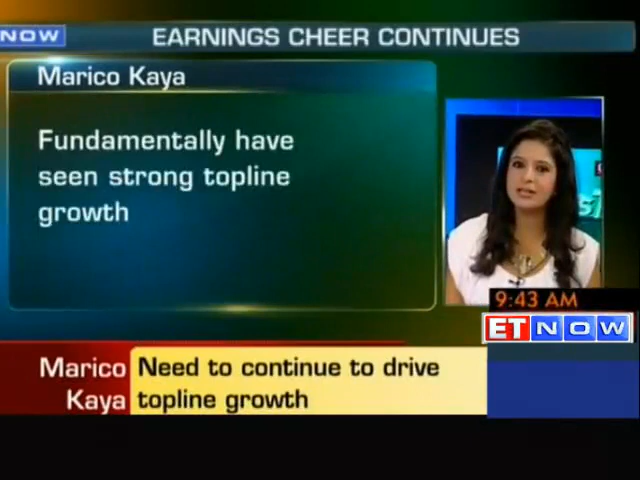 NOW
EARNINGS CHEER CONTINUES
Marico Kaya
Fundamentally have
seen strong topline
growth
9:43 AM
ET NOW
Marico
Kaya
Need to continue to drive
topline growth